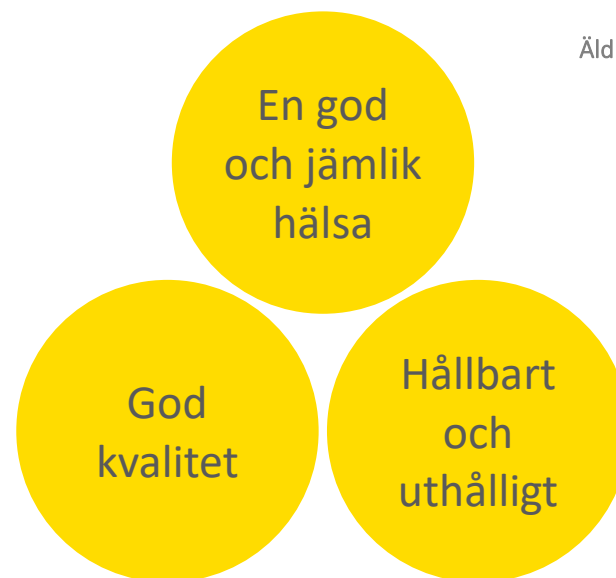 Äld
En god
och jämlik
hälsa
God
kvalitet
Hållbart
och
uthålligt